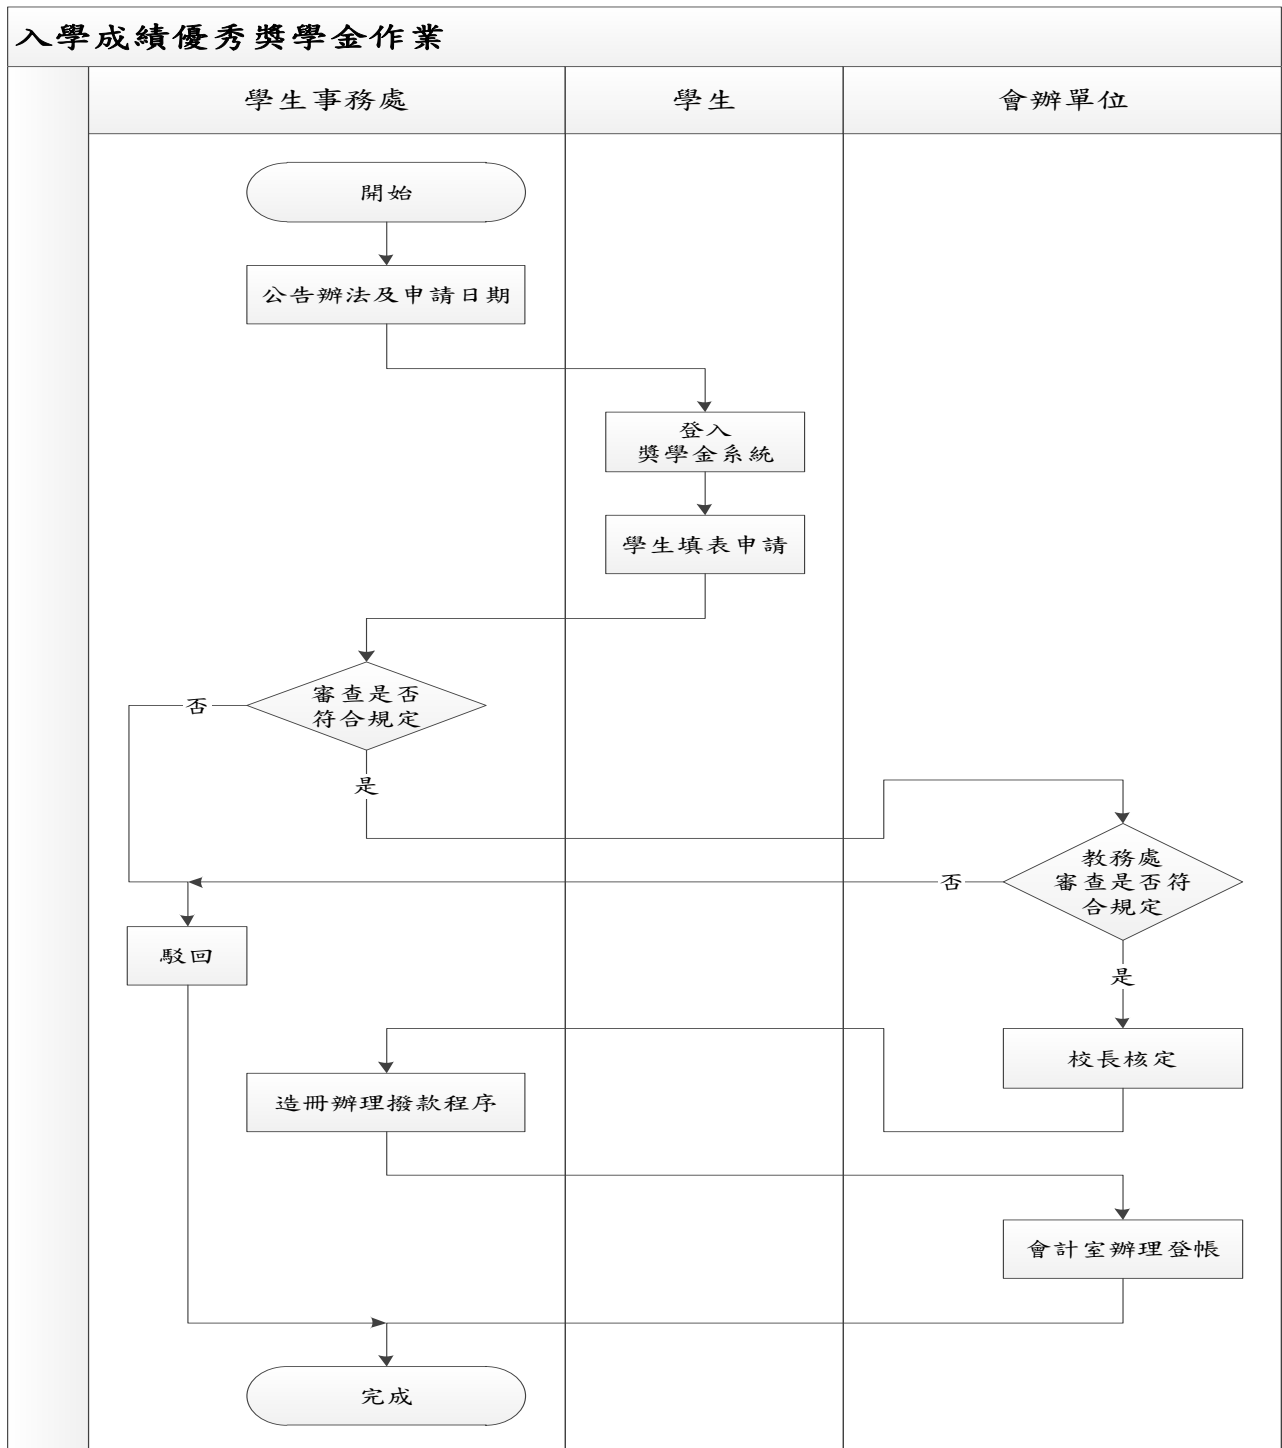 入學成績優秀獎學金作業
學生事務處
學生
會辦單位
開始
公告辦法及申請日期
登入
獎學金系統
學生填表申請
審查是否
符合規定
否
是
教務處
審查是否符
合規定
否
駁回
是
校長核定
造冊辦理撥款程序
會計室辦理登帳
完成